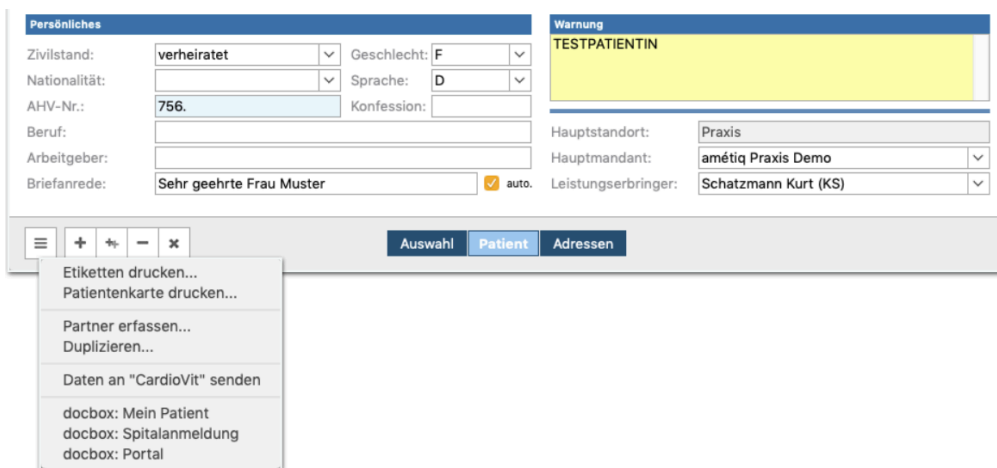 Persönliches
Zivilstand: verheiratet Geschlecht: F
Nationalität: Sprache: D
AHV-Nr.: 756. Konfession:
Beruf:
Arbeitgeber:
Briefanrede: Sehr geehrte Frau Muster auto.
Warnung
TESTPATIENTIN
Hauptstandort: Praxis
Hauptmandant: amétiq Praxis Demo
Leistungserbringer: Schatzmann Kurt (KS)
Auswahl Patient Adressen
Etiketten drucken...
Patientenkarte drucken...
Partner erfassen...
Duplizieren...
Daten an "CardioVit" senden
docbox: Mein Patient
docbox: Spitalanmeldung
docbox: Portal